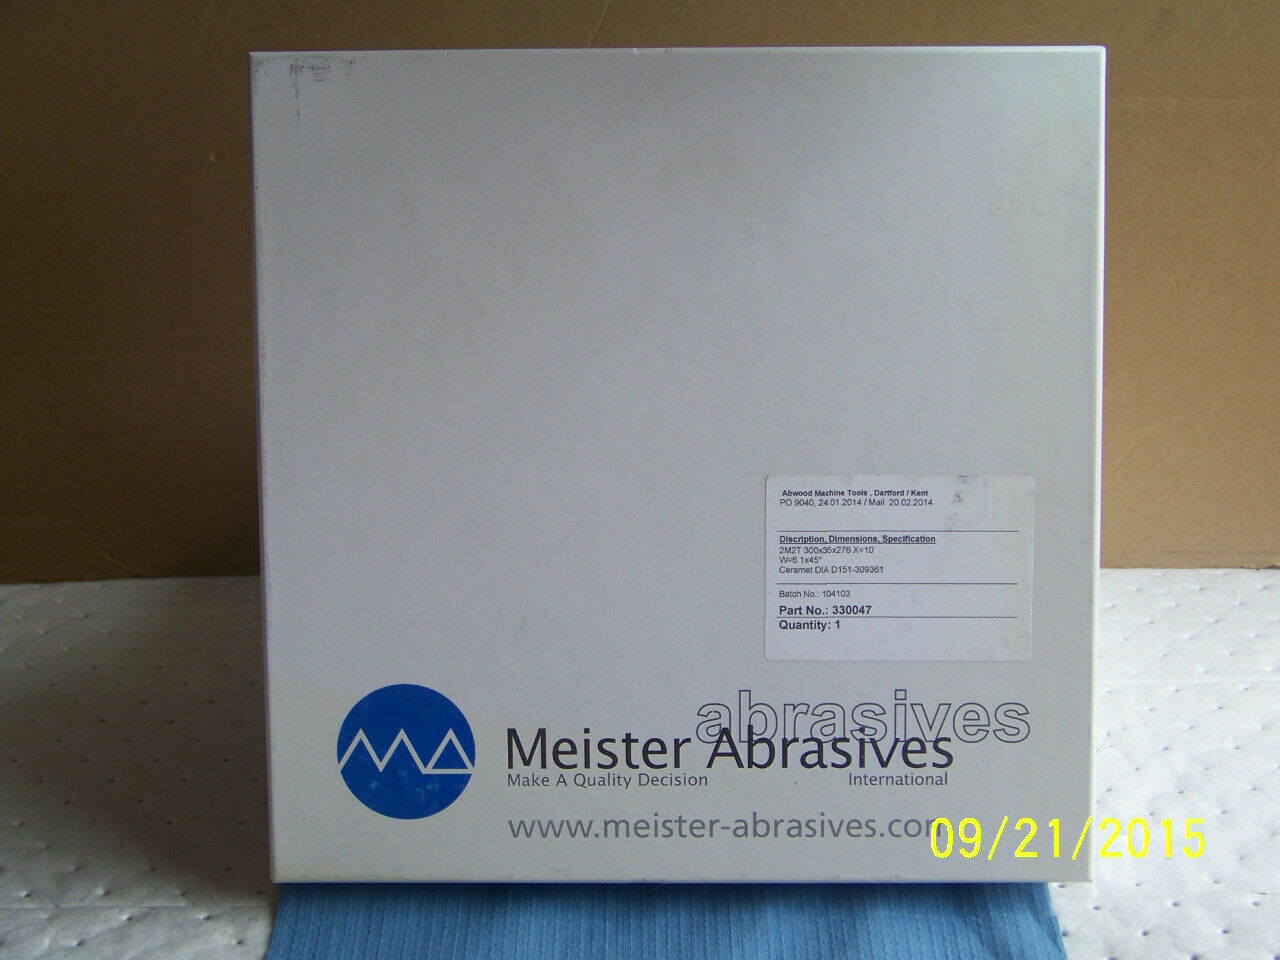 Abwood Machine Tools , Dartford / Kent
PO 9040, 24.01.2014 / Mail 20.02.2014
Discription, Dimensions, Specification
2M2T 300x35x276 X=10
W=6 1x45°
Ceramet DIA D151-309361
Batch No.: 104103
Part No.: 330047
Quantity: 1
abrasives
Meister Abrasives
Make A Quality Decision International
www.meister-abrasives.com
09/21/2015